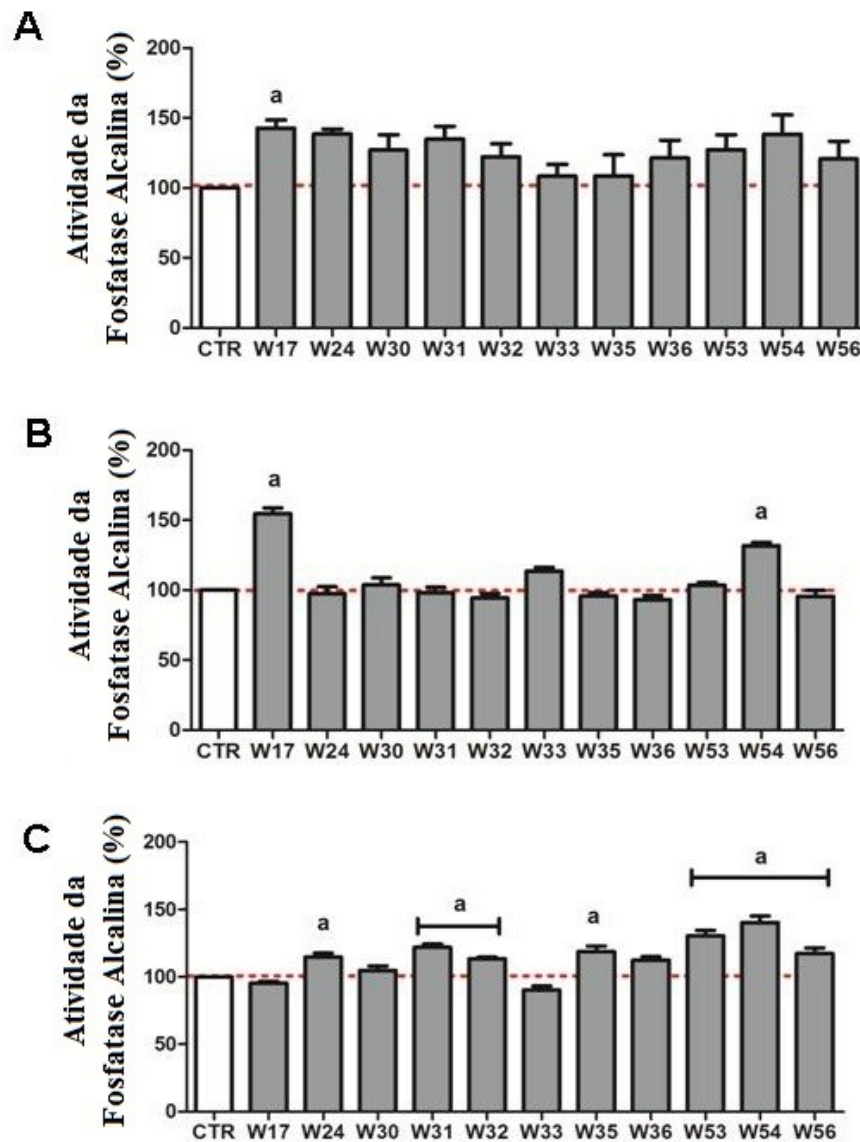 A
Atividade da
Fosfatase Alcalina (%)
200
150
100
50
0
a
CTR W17 W24 W30 W31 W32 W33 W35 W36 W53 W54 W56
B
Atividade da
Fosfatase Alcalina (%)
200
150
100
50
0
a
a
CTR W17 W24 W30 W31 W32 W33 W35 W36 W53 W54 W56
C
Atividade da
Fosfatase Alcalina (%)
200
150
100
50
0
a
a
a
a
CTR W17 W24 W30 W31 W32 W33 W35 W36 W53 W54 W56